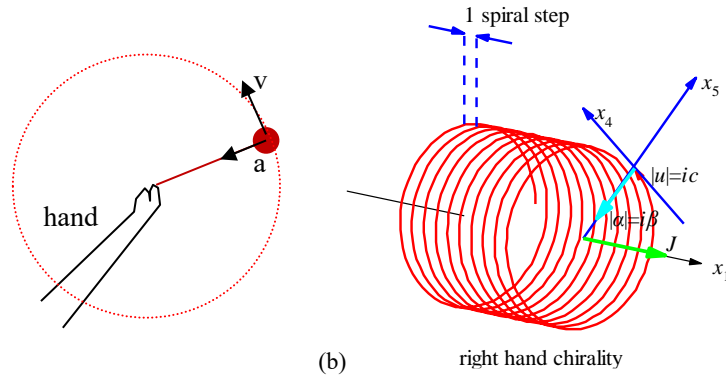 v
a
hand
1 spiral step
x5
x4
|u|=ic
|α|=iβ
J
(b)
right hand chirality